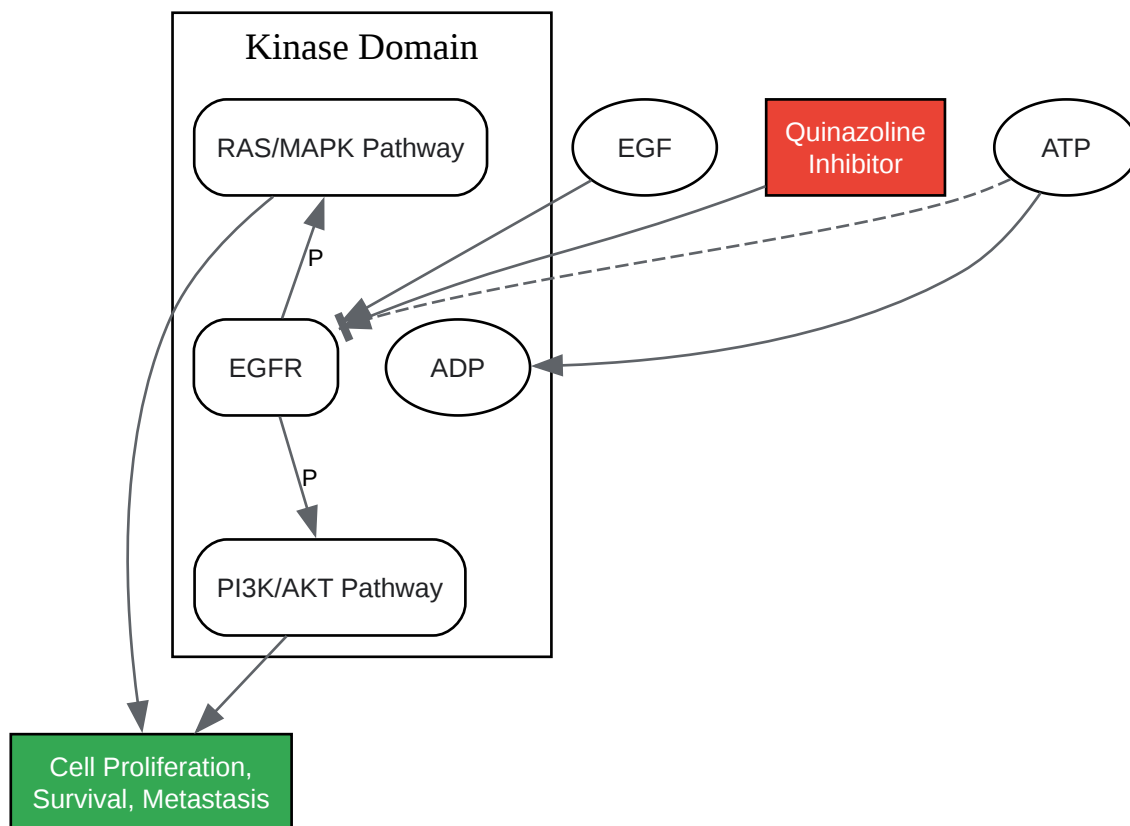 Kinase Domain
RAS/MAPK Pathway
EGF
Quinazoline
Inhibitor
ATP
P
EGFR
ADP
P
PI3K/AKT Pathway
Cell Proliferation,
Survival, Metastasis